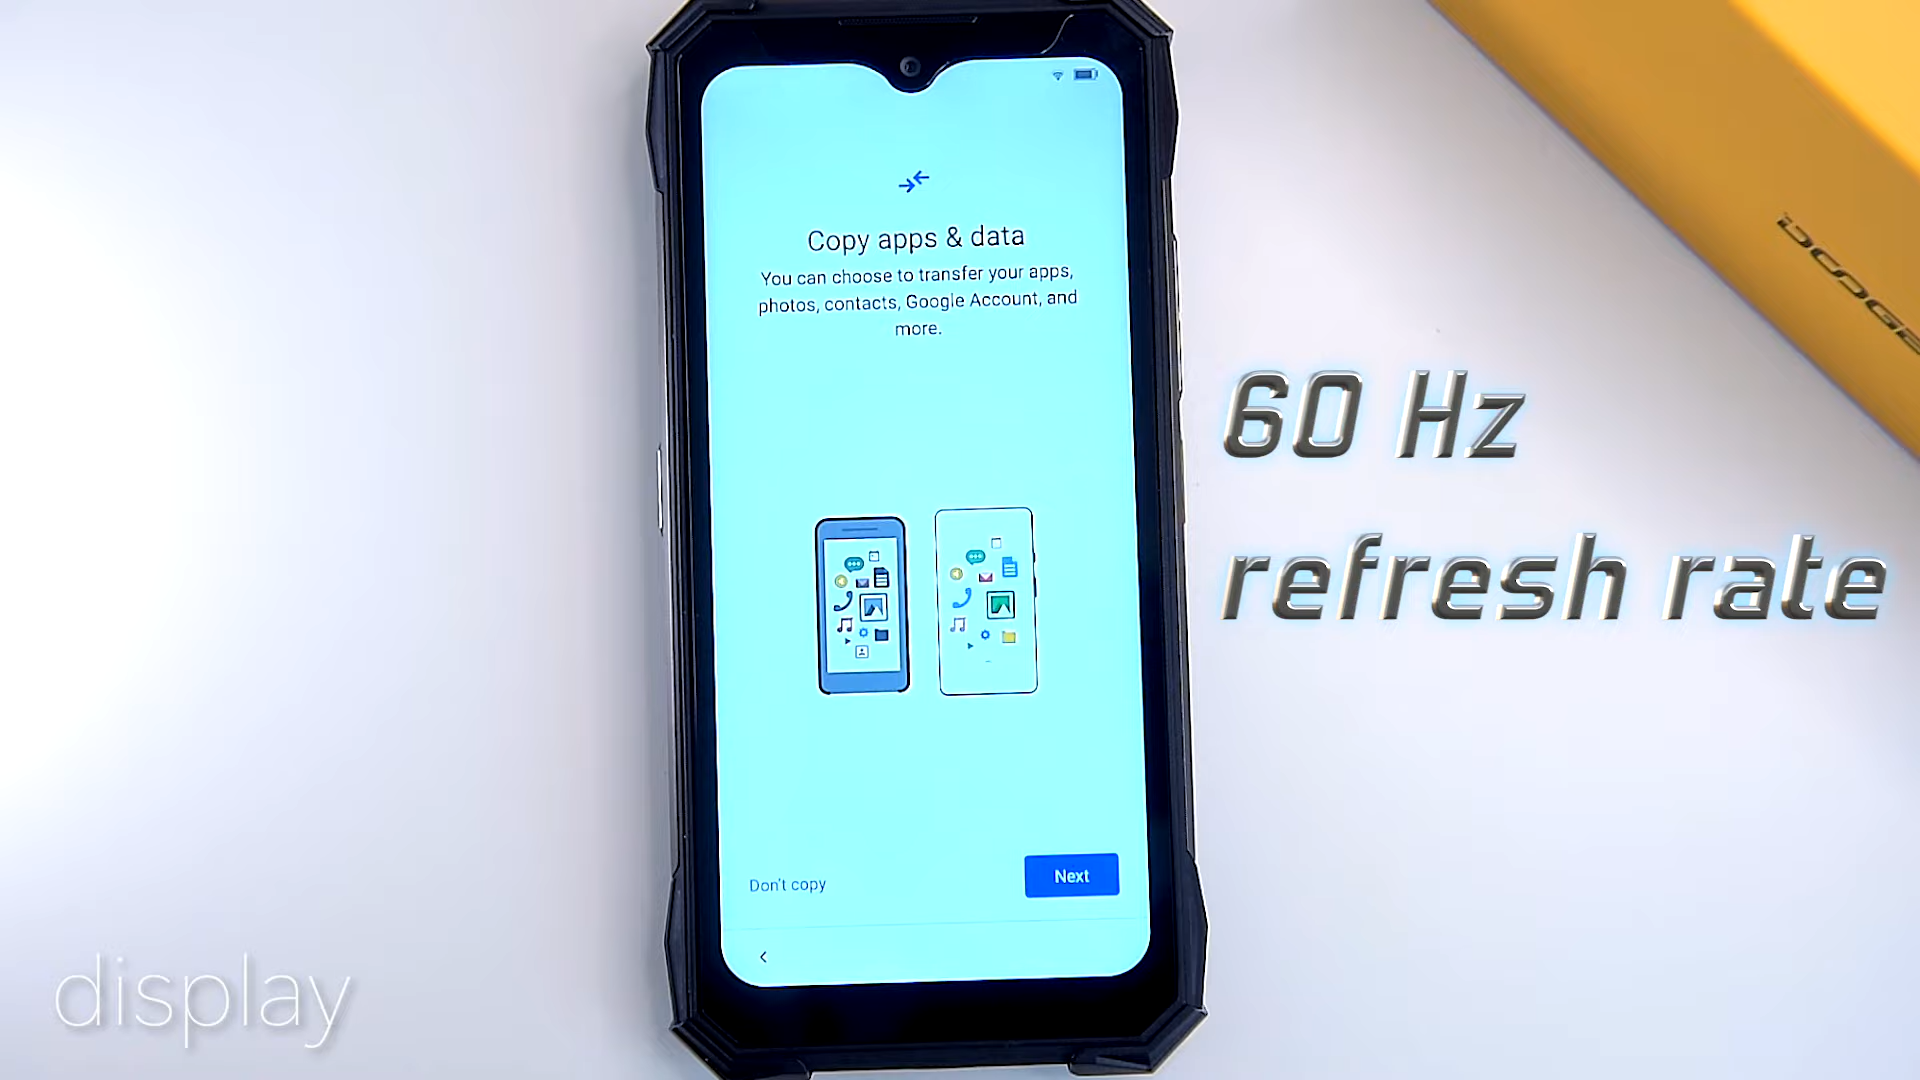 Copy apps & data
You can choose to transfer your apps,
photos, contacts, Google Account, and
more.
Don't copy
Next
60 Hz
refresh rate
DOOGEE
display